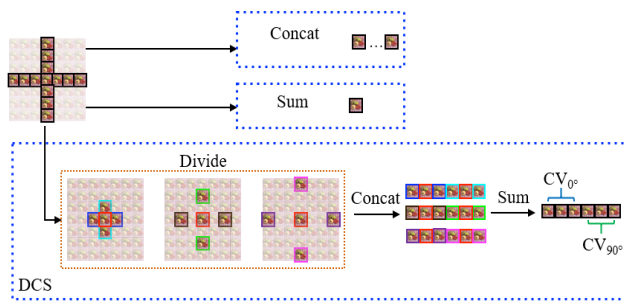 Concat
...
Sum
Divide
Concat
Sum
CV0°
CV90°
DCS